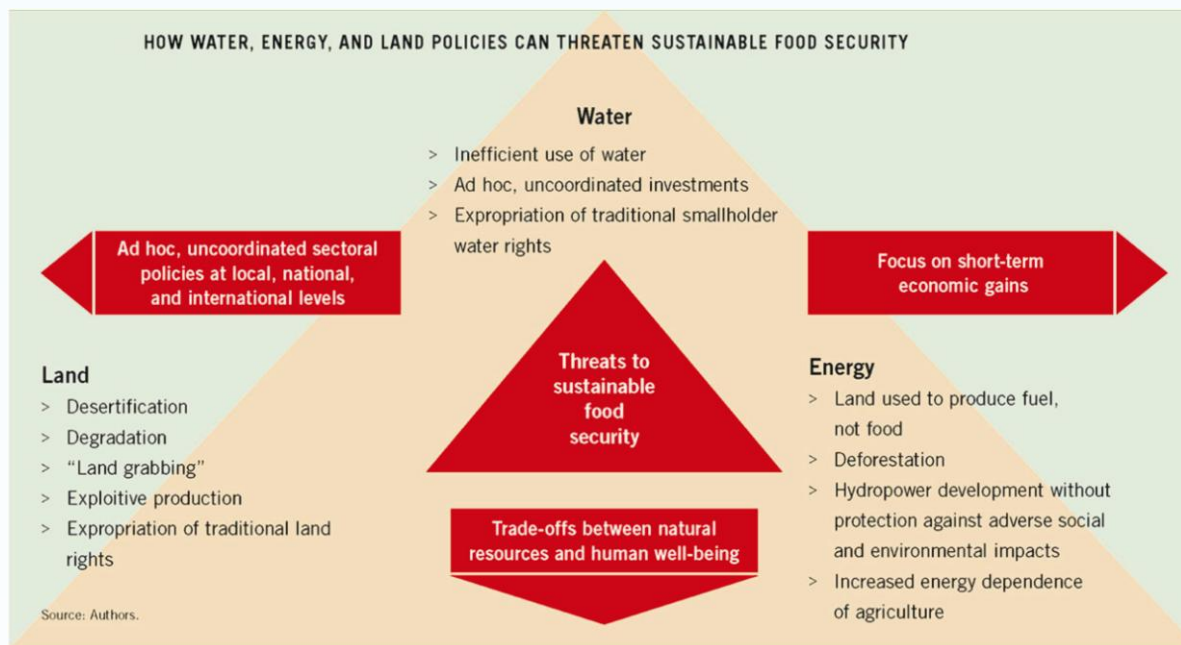 HOW WATER, ENERGY, AND LAND POLICIES CAN THREATEN SUSTAINABLE FOOD SECURITY
Water
> Inefficient use of water
> Ad hoc, uncoordinated investments
> Expropriation of traditional smallholder
water rights
Ad hoc, uncoordinated sectoral
policies at local, national,
and international levels
Focus on short-term
economic gains
Threats to
sustainable
food
security
Land
> Desertification
> Degradation
> “Land grabbing”
> Exploitive production
> Expropriation of traditional land
rights
Energy
> Land used to produce fuel,
not food
> Deforestation
> Hydropower development without
protection against adverse social
and environmental impacts
> Increased energy dependence
of agriculture
Trade-offs between natural
resources and human well-being
Source: Authors.